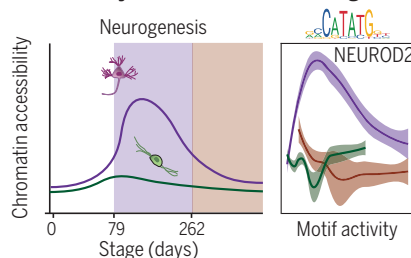 Neurogenesis
Chromatin accessibility
0
79
262
Stage (days)
CATATG
NEUROD2
Motif activity